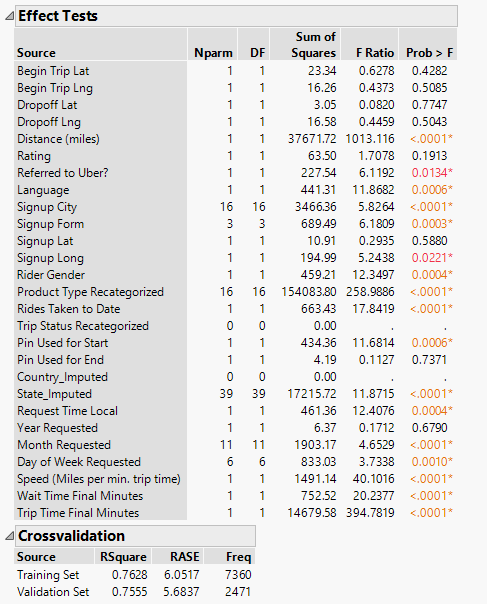 Effect Tests
Sum of
Source Nparm DF Squares F Ratio Prob > F
Begin Trip Lat 1 1 23.34 0.6278 0.4282
Begin Trip Lng 1 1 16.26 0.4373 0.5085
Dropoff Lat 1 1 3.05 0.0820 0.7747
Dropoff Lng 1 1 16.58 0.4459 0.5043
Distance (miles) 1 1 37671.72 1013.116 <.0001*
Rating 1 1 63.50 1.7078 0.1913
Referred to Uber? 1 1 227.54 6.1192 0.0134*
Language 1 1 441.31 11.8682 0.0006*
Signup City 16 16 3466.36 5.8264 <.0001*
Signup Form 3 3 689.49 6.1809 0.0003*
Signup Lat 1 1 10.91 0.2935 0.5880
Signup Long 1 1 194.99 5.2438 0.0221*
Rider Gender 1 1 459.21 12.3497 0.0004*
Product Type Recategorized 16 16 154083.80 258.9886 <.0001*
Rides Taken to Date 1 1 663.43 17.8419 <.0001*
Trip Status Recategorized 0 0 0.00 . .
Pin Used for Start 1 1 434.36 11.6814 0.0006*
Pin Used for End 1 1 4.19 0.1127 0.7371
Country_Imputed 0 0 0.00 . .
State_Imputed 39 39 17215.72 11.8715 <.0001*
Request Time Local 1 1 461.36 12.4076 0.0004*
Year Requested 1 1 6.37 0.1712 0.6790
Month Requested 11 11 1903.17 4.6529 <.0001*
Day of Week Requested 6 6 833.03 3.7338 0.0010*
Speed (Miles per min. trip time) 1 1 1491.14 40.1016 <.0001*
Wait Time Final Minutes 1 1 752.52 20.2377 <.0001*
Trip Time Final Minutes 1 1 14679.58 394.7819 <.0001*
Crossvalidation
Source RSquare RASE Freq
Training Set 0.7628 6.0517 7360
Validation Set 0.7555 5.6837 2471